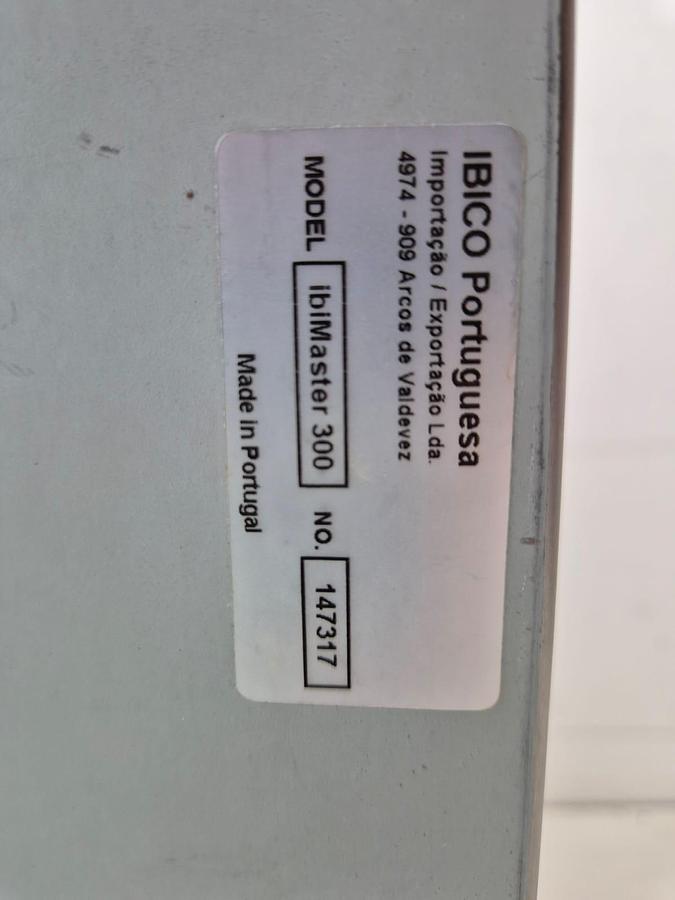 IBICO Portuguesa
Importação / Exportação Lda.
4974 - 909 Arcos de Valdevez
MODEL ibiMaster 300 NO. 147317
Made in Portugal